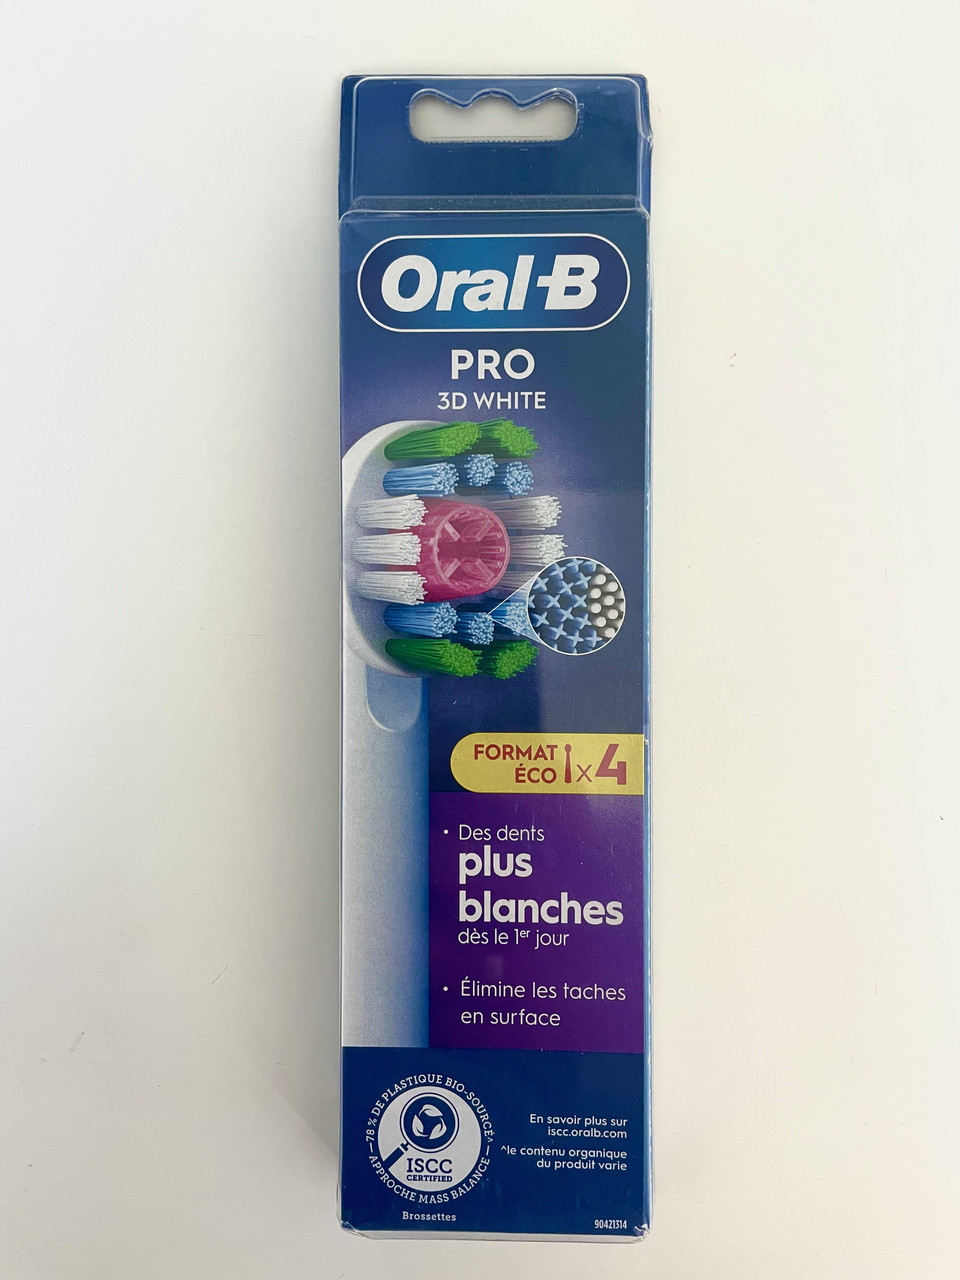 Oral-B
PRO
3D WHITE
FORMAT
ÉCO x4
• Des dents
plus
blanches
dès le 1er jour
• Élimine les taches
en surface
78 % DE PLASTIQUE BIO-SOURCÉ^
APPROCHE MASS BALANCE
ISCC
CERTIFIED
Brossettes
En savoir plus sur
iscc.oralb.com
^le contenu organique
du produit varie
90421314